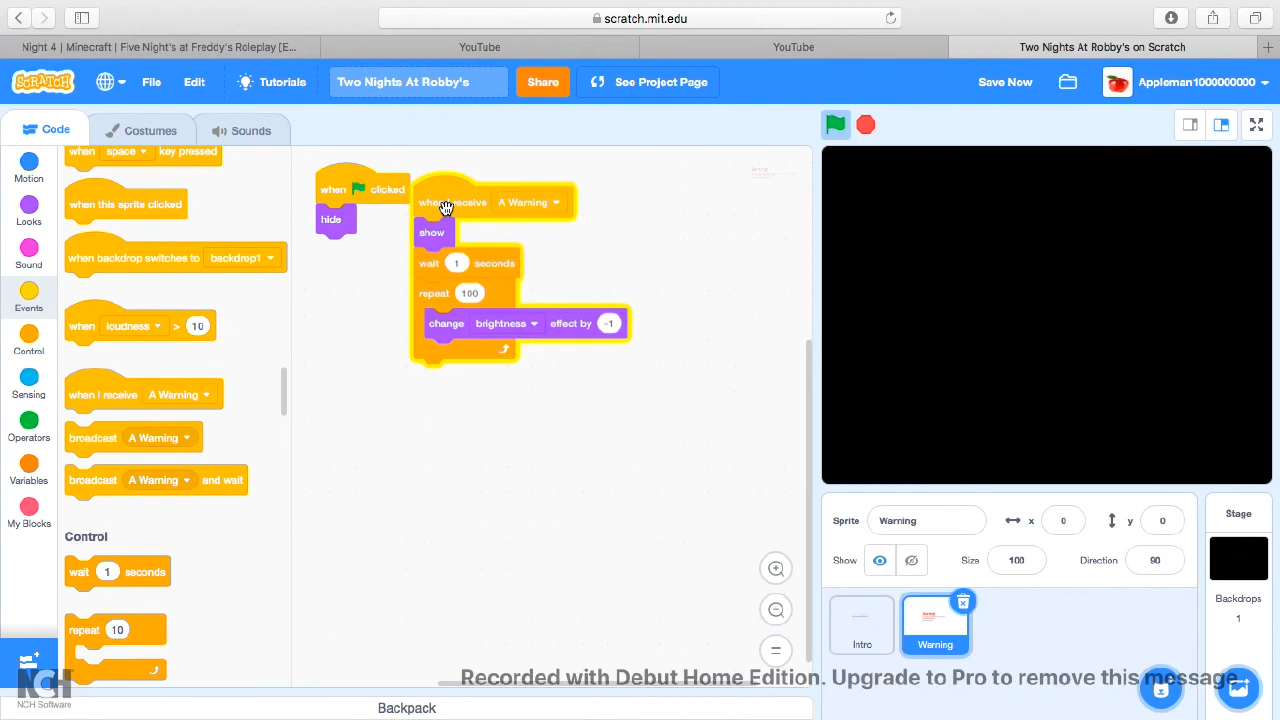 scratch.mit.edu
Night 4 | Minecraft | Five Night's at Freddy's Roleplay [E...
YouTube
YouTube
Two Nights At Robby's on Scratch
SCRATCH
File
Edit
Tutorials
Two Nights At Robby's
Share
See Project Page
Save Now
Appleman1000000000
Code
Costumes
Sounds
Motion
Looks
Sound
Events
Control
Sensing
Operators
Variables
My Blocks
when space key pressed
when this sprite clicked
when backdrop switches to backdrop1
when loudness > 10
when I receive A Warning
broadcast A Warning
broadcast A Warning and wait
Control
wait 1 seconds
repeat 10
when clicked
hide
when receive A Warning
show
wait 1 seconds
repeat 100
change brightness effect by -1
Sprite Warning x 0 y 0
Show Size 100 Direction 90
Intro
Warning
Stage
Backdrops
1
Backpack
NCH
NCH Software
Recorded with Debut Home Edition. Upgrade to Pro to remove this message.